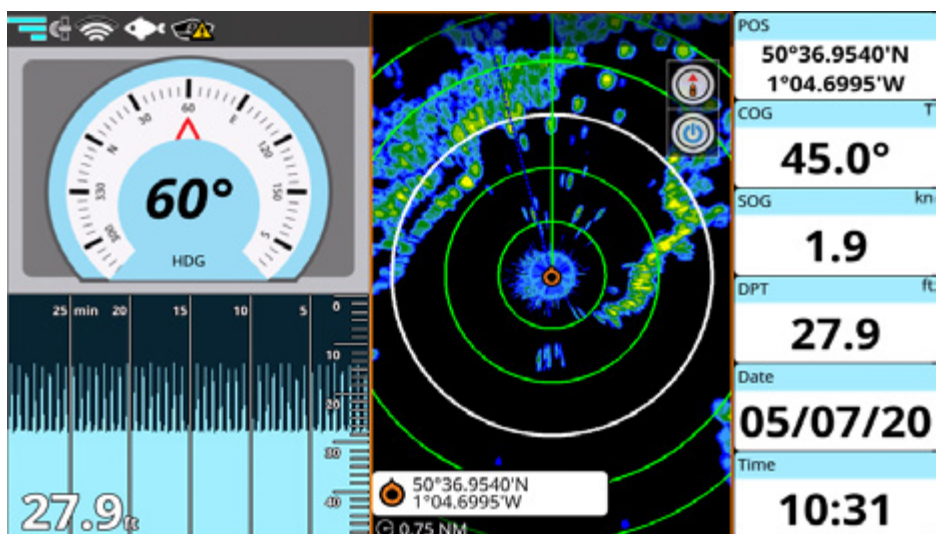 300
330
N
30
60
E
120
150
S
60°
HDG
25 min 20 15 10 5 0
10
20
30
40
27.9ft
50°36.9540'N
1°04.6995'W
0.75 NM
POS
50°36.9540'N
1°04.6995'W
COG T
45.0°
SOG kn
1.9
DPT ft
27.9
Date
05/07/20
Time
10:31